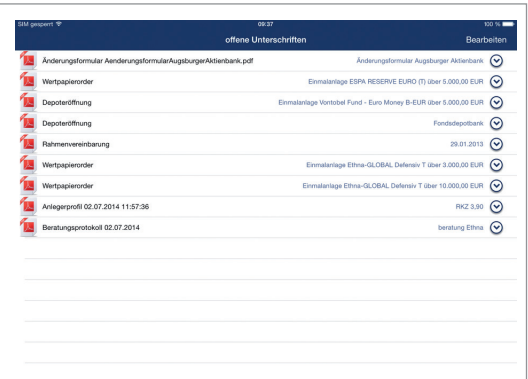 SIM gesperrt 09:37 100 %
offene Unterschriften Bearbeiten
Änderungsformular AenderungsformularAugsburgerAktienbank.pdf Änderungsformular Augsburger Aktienbank
Wertpapierorder Einmalanlage ESPA RESERVE EURO (T) über 5.000,00 EUR
Depoteröffnung Einmalanlage Vontobel Fund - Euro Money B-EUR über 5.000,00 EUR
Depoteröffnung Fondsdepotbank
Rahmenvereinbarung 29.01.2013
Wertpapierorder Einmalanlage Ethna-GLOBAL Defensiv T über 3.000,00 EUR
Wertpapierorder Einmalanlage Ethna-GLOBAL Defensiv T über 10.000,00 EUR
Anlegerprofil 02.07.2014 11:57:36 RKZ 3,90
Beratungsprotokoll 02.07.2014 beratung Ethna